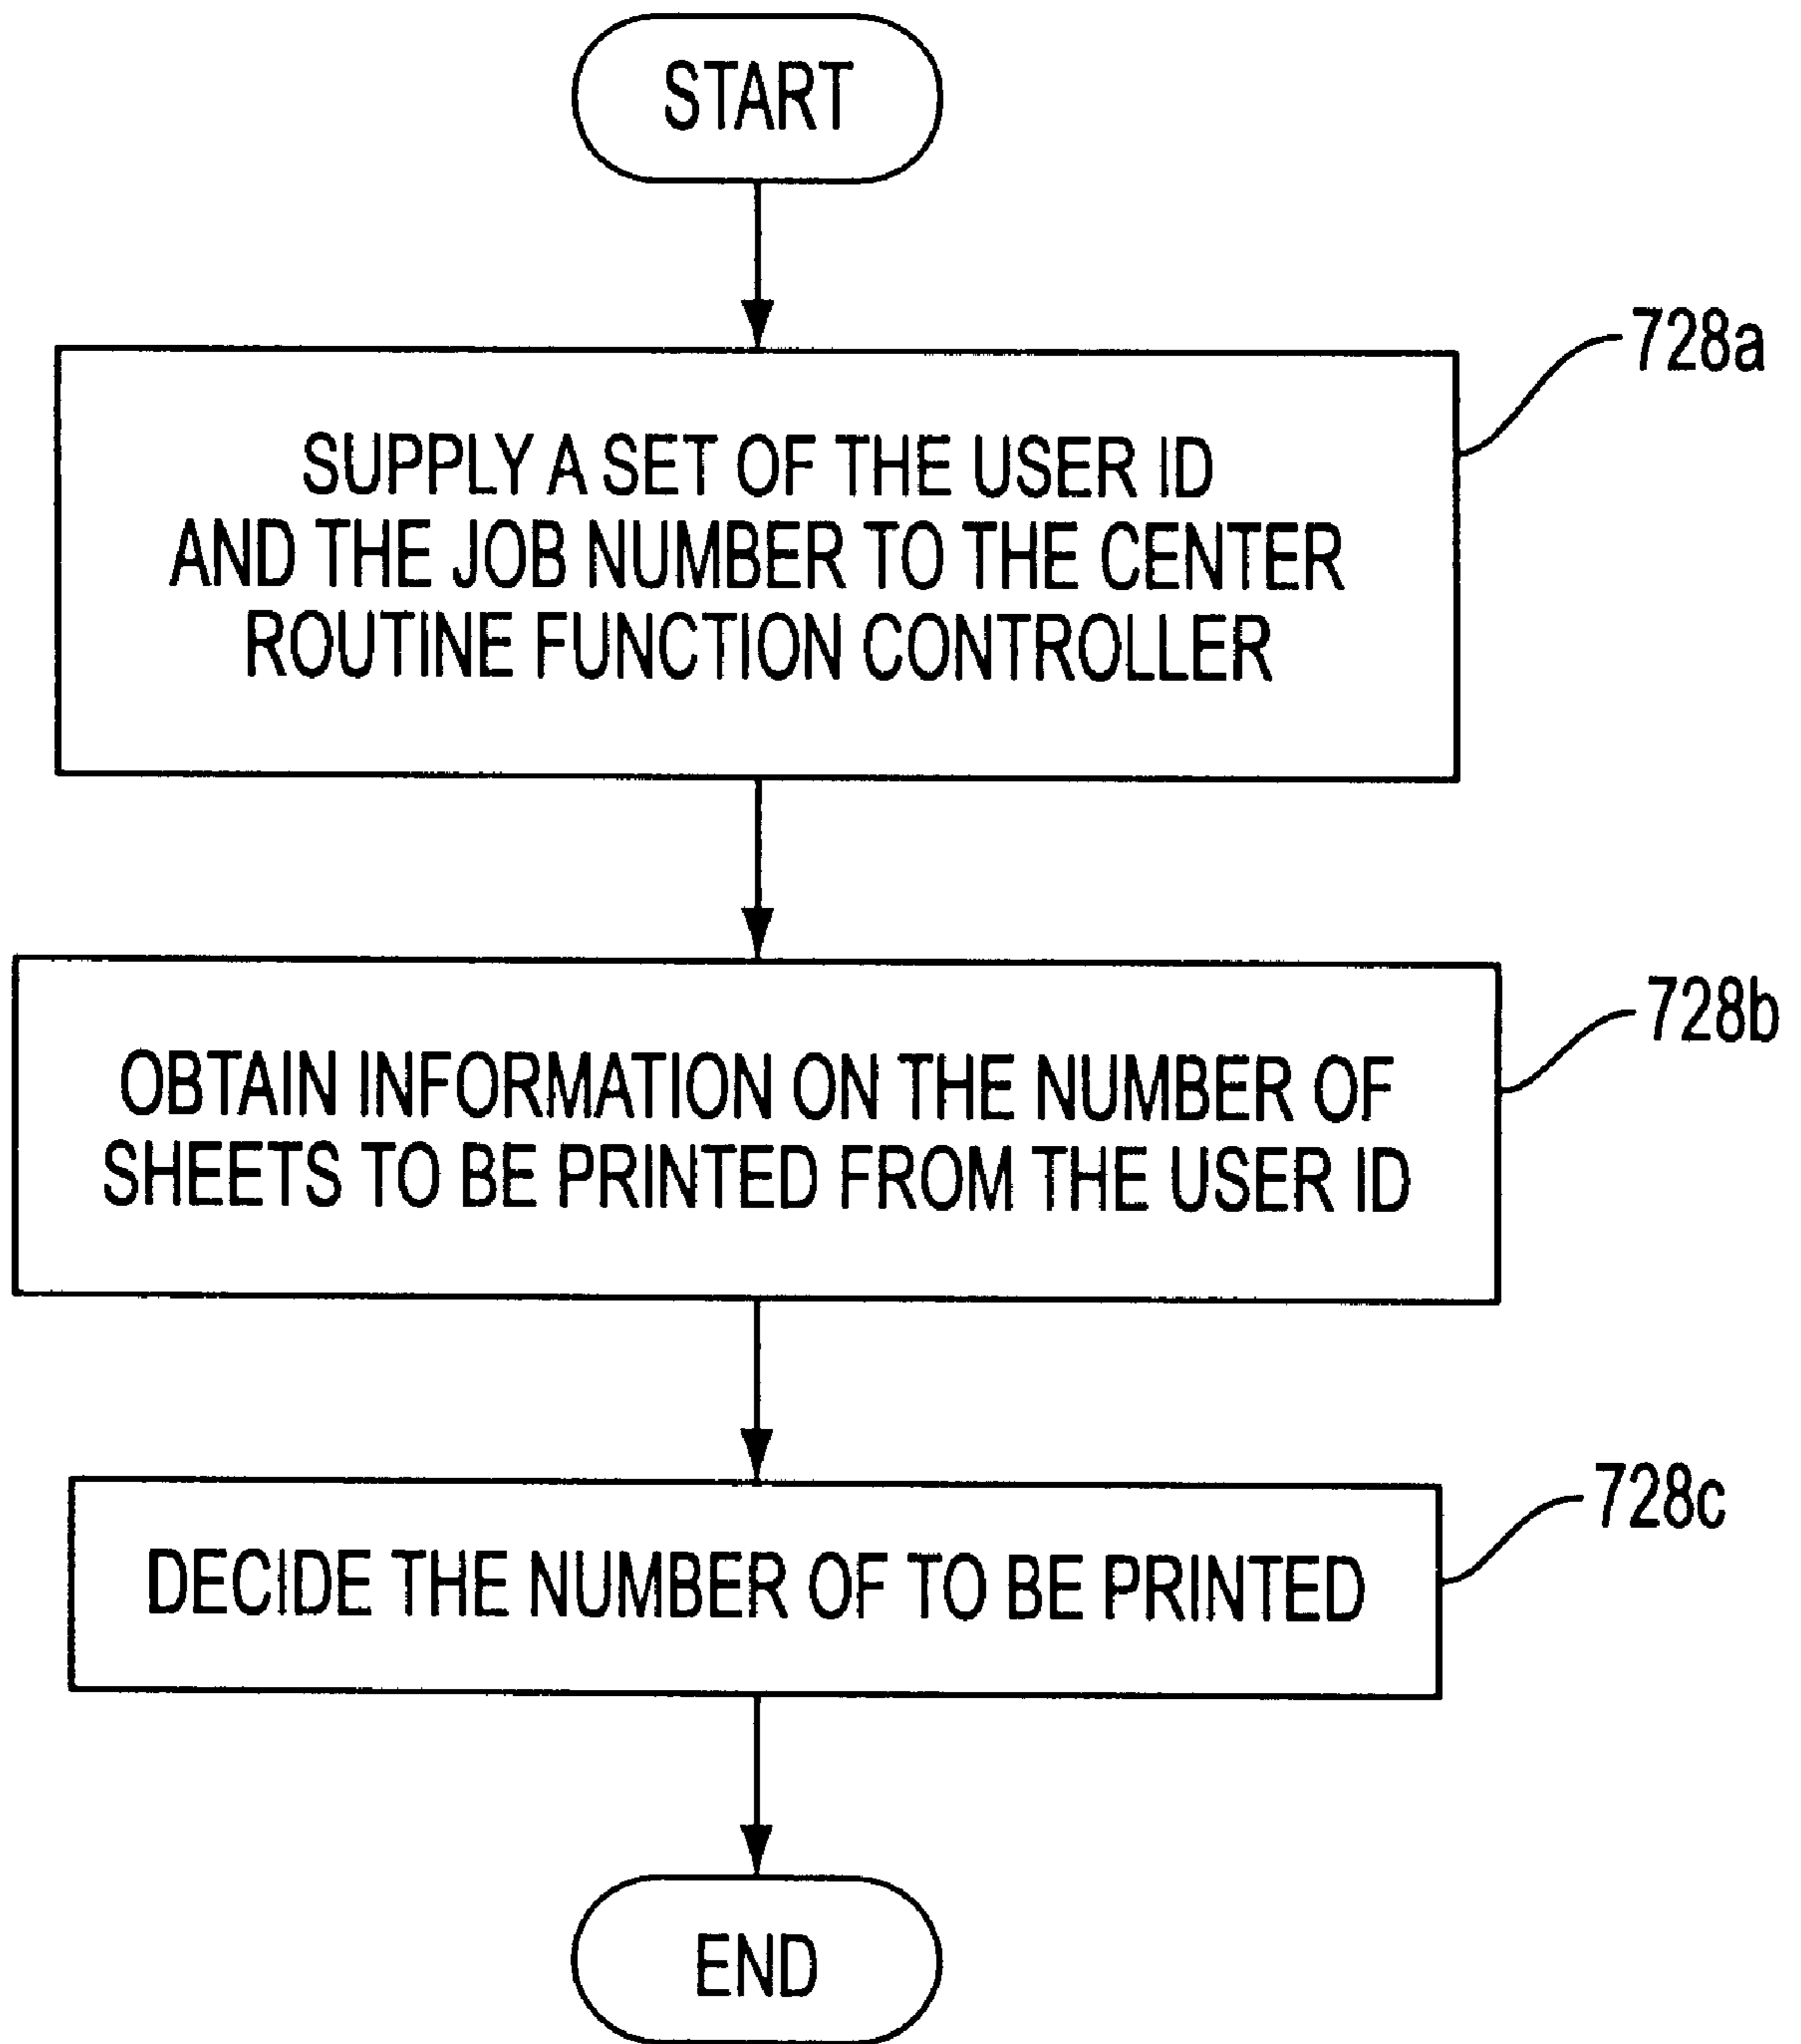 START
728a
SUPPLY A SET OF THE USER ID
AND THE JOB NUMBER TO THE CENTER
ROUTINE FUNCTION CONTROLLER
728b
OBTAIN INFORMATION ON THE NUMBER OF
SHEETS TO BE PRINTED FROM THE USER ID
728c
DECIDE THE NUMBER OF TO BE PRINTED
END